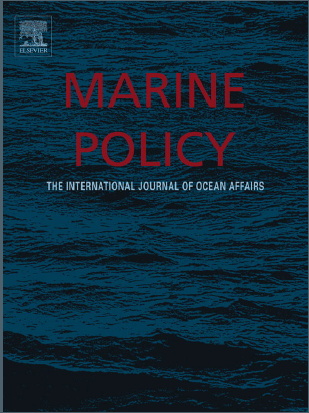 ELSEVIER
MARINE
POLICY
THE INTERNATIONAL JOURNAL OF OCEAN AFFAIRS